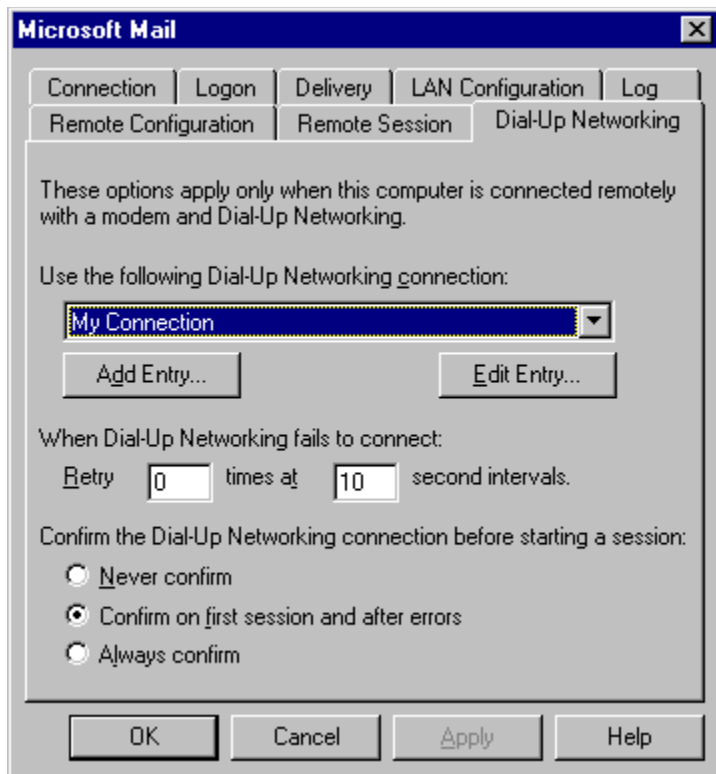 Microsoft Mail
Connection Logon Delivery LAN Configuration Log
Remote Configuration Remote Session Dial-Up Networking
These options apply only when this computer is connected remotely
with a modem and Dial-Up Networking.
Use the following Dial-Up Networking connection:
My Connection
Add Entry... Edit Entry...
When Dial-Up Networking fails to connect:
Retry 0 times at 10 second intervals.
Confirm the Dial-Up Networking connection before starting a session:
Never confirm
Confirm on first session and after errors
Always confirm
OK Cancel Apply Help